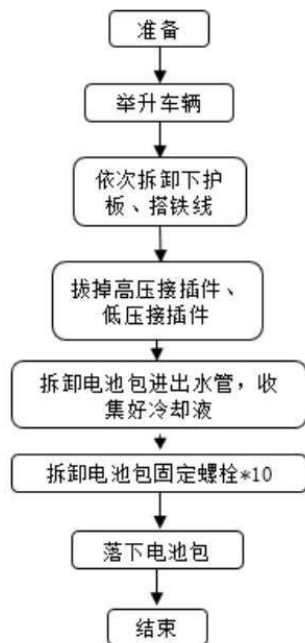 准备
举升车辆
依次拆卸下护
板、搭铁线
拔掉高压接插件、
低压接插件
拆卸电池包进出水管，收
集好冷却液
拆卸电池包固定螺栓*10
落下电池包
结束